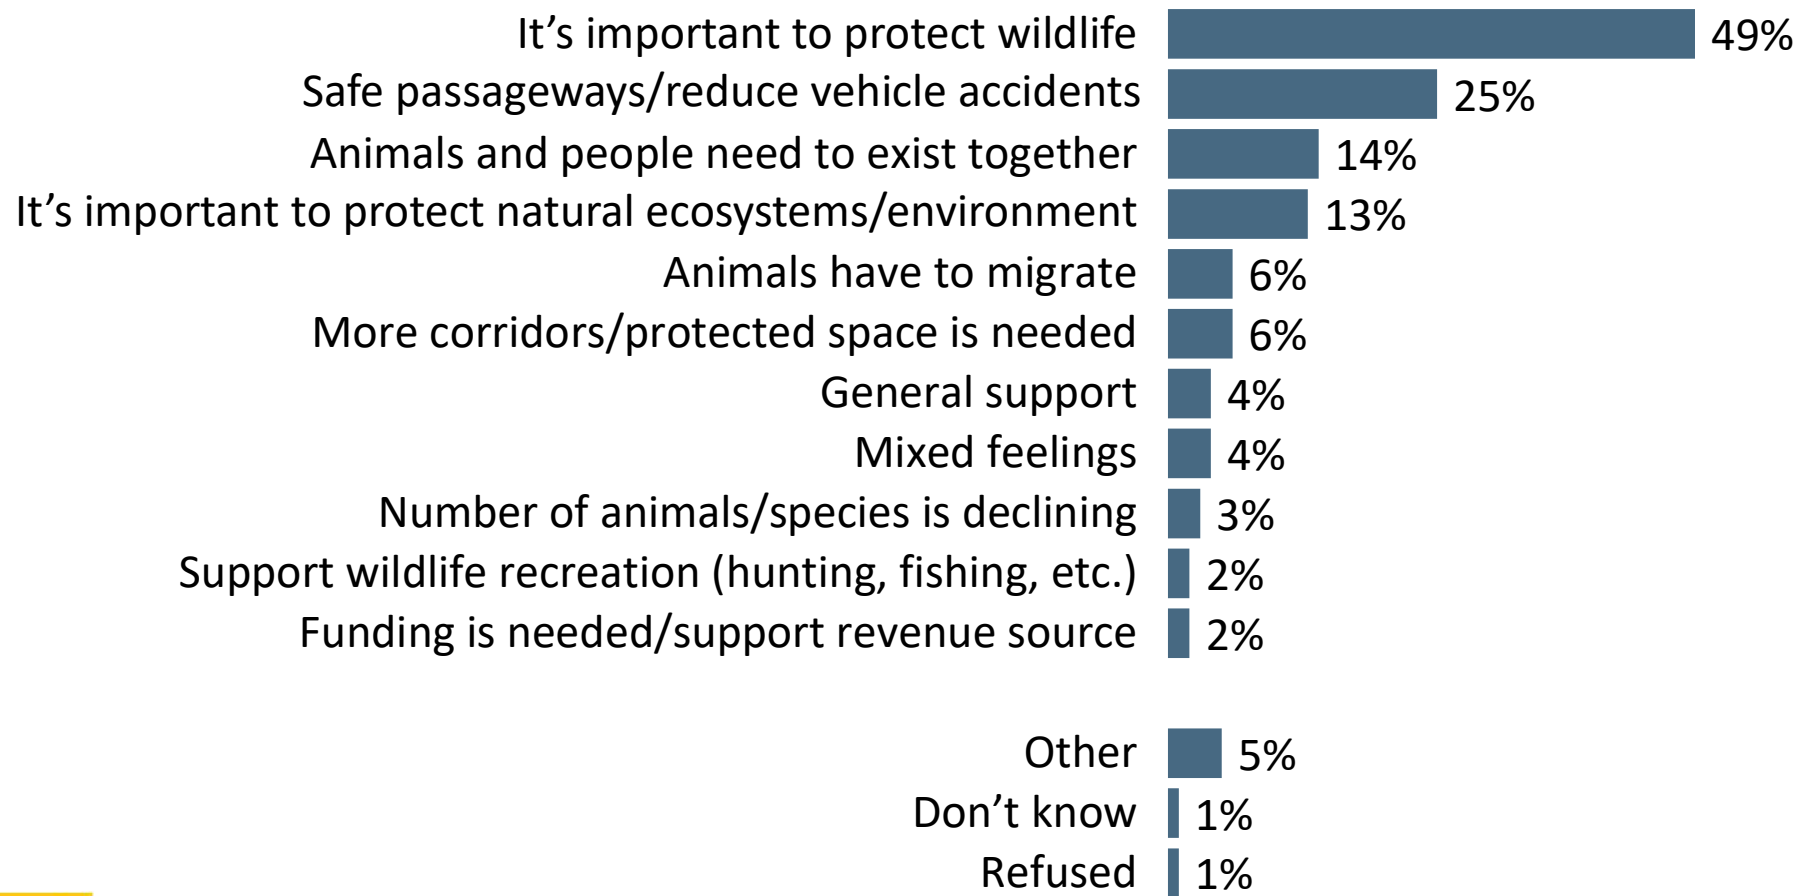 It’s important to protect wildlife 49%
Safe passageways/reduce vehicle accidents 25%
Animals and people need to exist together 14%
It’s important to protect natural ecosystems/environment 13%
Animals have to migrate 6%
More corridors/protected space is needed 6%
General support 4%
Mixed feelings 4%
Number of animals/species is declining 3%
Support wildlife recreation (hunting, fishing, etc.) 2%
Funding is needed/support revenue source 2%
Other 5%
Don’t know 1%
Refused 1%